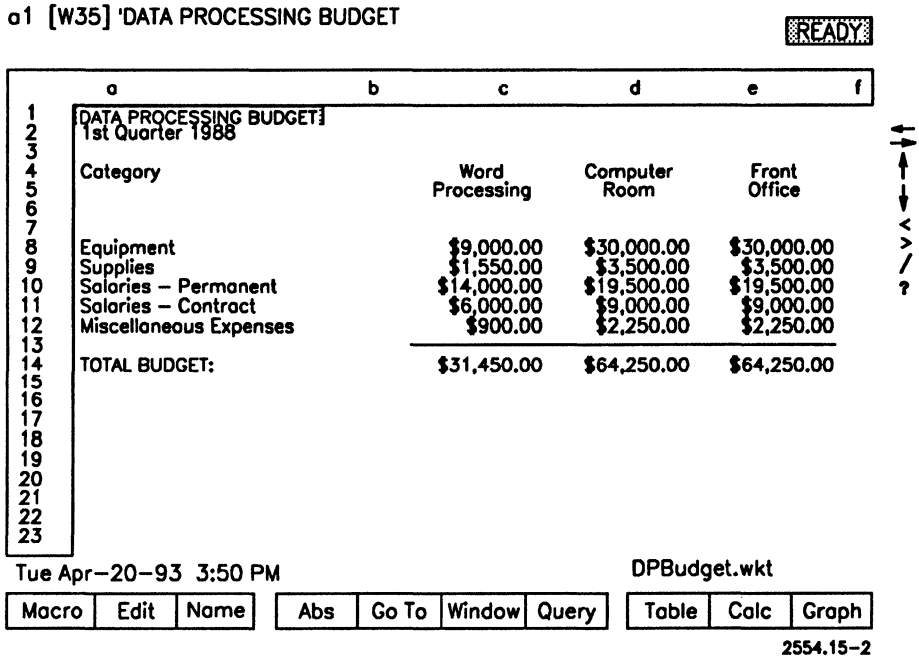 a1 [W35] 'DATA PROCESSING BUDGET
READY
a b c d e f
1 DATA PROCESSING BUDGET
2 1st Quarter 1988
3
4 Category Word Computer Front
5 Processing Room Office
6
7
8 Equipment $9,000.00 $30,000.00 $30,000.00
9 Supplies $1,550.00 $3,500.00 $3,500.00
10 Salaries – Permanent $14,000.00 $19,500.00 $19,500.00
11 Salaries – Contract $6,000.00 $9,000.00 $9,000.00
12 Miscellaneous Expenses $900.00 $2,250.00 $2,250.00
13
14 TOTAL BUDGET: $31,450.00 $64,250.00 $64,250.00
15
16
17
18
19
20
21
22
23
←
→
↑
↓
<
>
/
?
Tue Apr–20–93 3:50 PM DPBudget.wkt
Macro Edit Name Abs Go To Window Query Table Calc Graph
2554.15–2